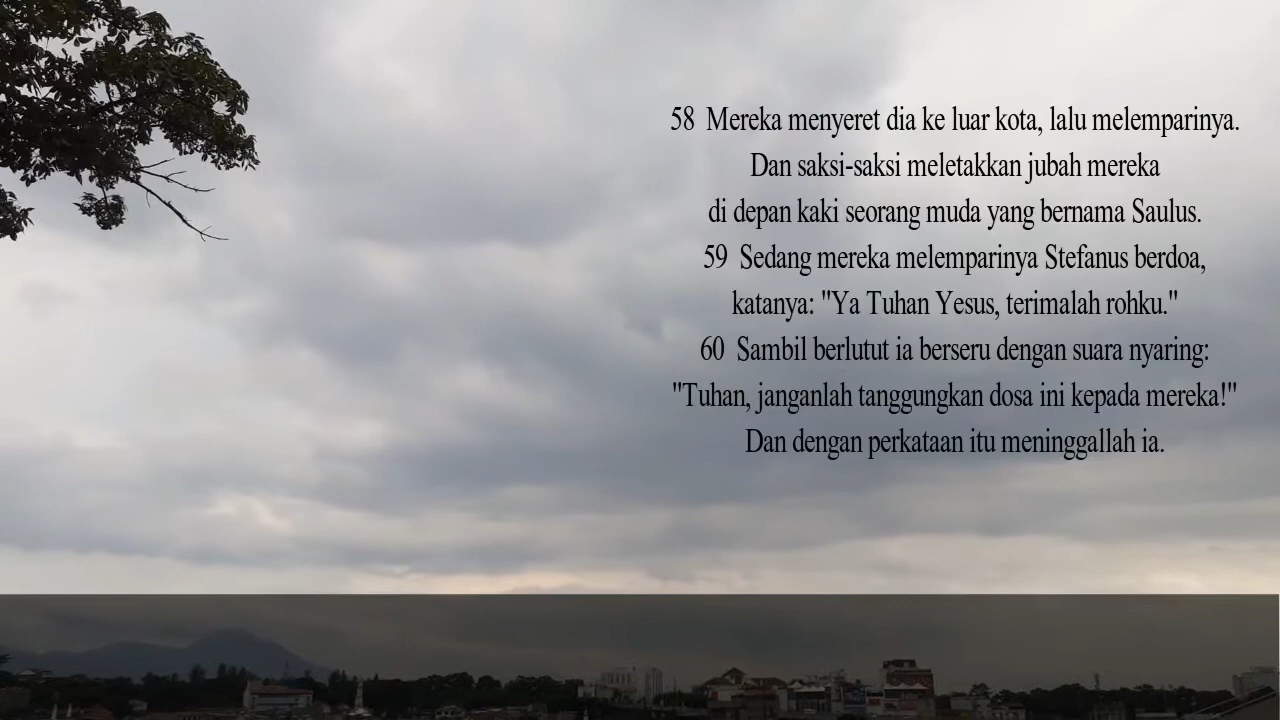 58 Mereka menyeret dia ke luar kota, lalu melemparinya.
Dan saksi-saksi meletakkan jubah mereka
di depan kaki seorang muda yang bernama Saulus.
59 Sedang mereka melemparinya Stefanus berdoa,
katanya: "Ya Tuhan Yesus, terimalah rohku."
60 Sambil berlutut ia berseru dengan suara nyaring:
"Tuhan, janganlah tanggungkan dosa ini kepada mereka!"
Dan dengan perkataan itu meninggallah ia.